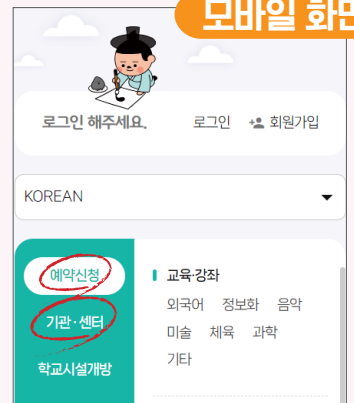 모바일 화면
로그인 해주세요. 로그인 회원가입
KOREAN
예약신청
기관·센터
학교시설개방
교육·강좌
외국어 정보화 음악
미술 체육 과학
기타